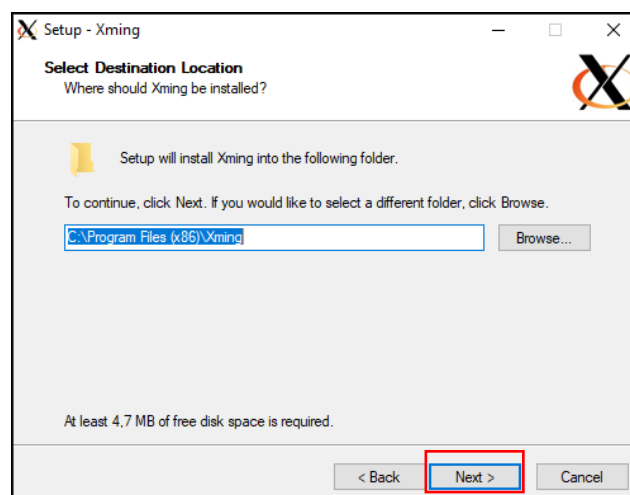 Setup - Xming
Select Destination Location
Where should Xming be installed?
Setup will install Xming into the following folder.
To continue, click Next. If you would like to select a different folder, click Browse.
C:\Program Files (x86)\Xming
Browse...
At least 4,7 MB of free disk space is required.
< Back
Next >
Cancel